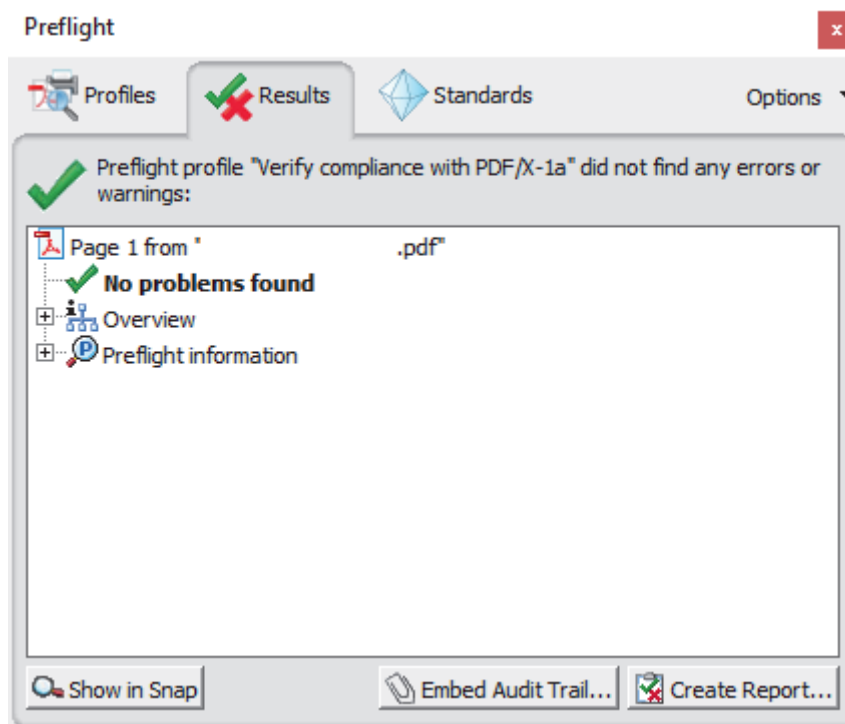 Preflight
x
Profiles
Results
Standards
Options
Preflight profile "Verify compliance with PDF/X-1a" did not find any errors or
warnings:
Page 1 from " .pdf"
No problems found
Overview
Preflight information
Show in Snap
Embed Audit Trail...
Create Report...